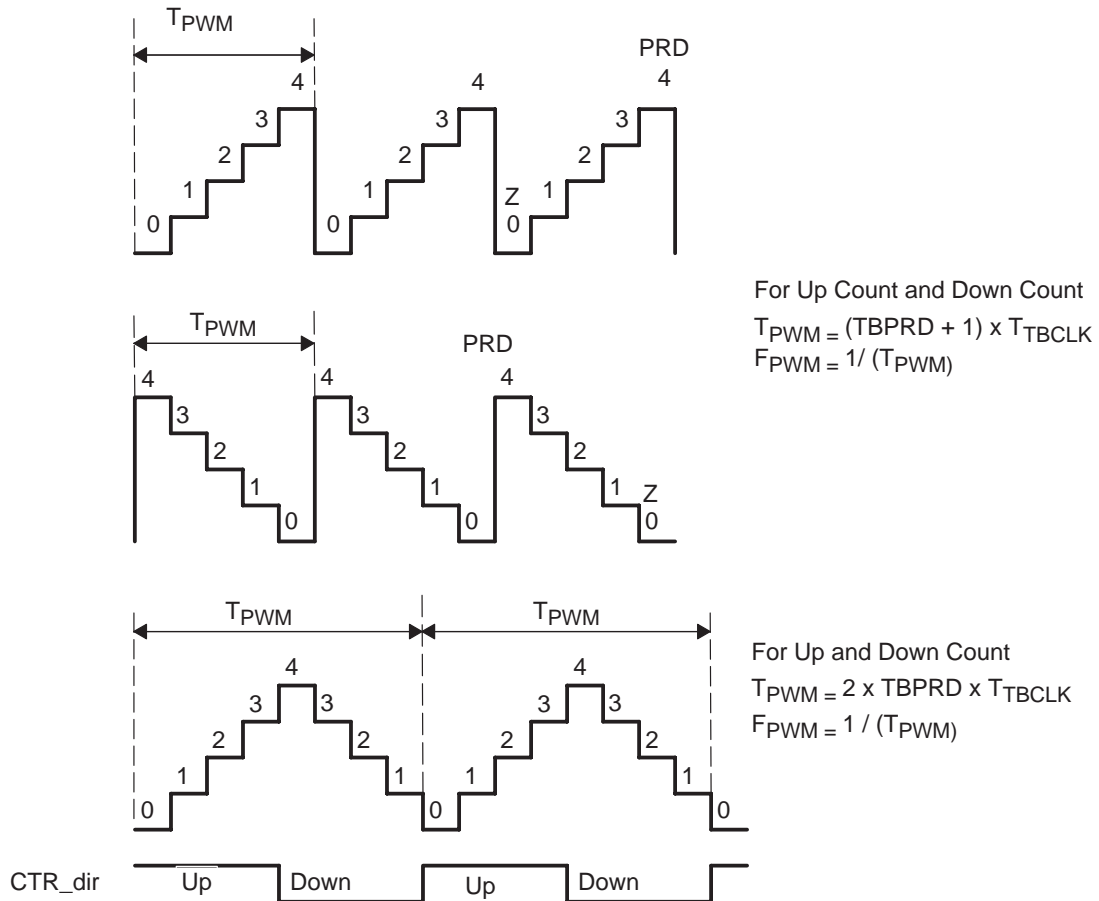 TPWM
PRD
4 4 4
3 3 3
2 2 2
1 1 Z 1
0 0 0
For Up Count and Down Count
TPWM = (TBPRD + 1) x TTBCLK
FPWM = 1/ (TPWM)
TPWM
PRD
4 4 4
3 3 3
2 2 2
1 1 1 Z
0 0 0
TPWM TPWM
For Up and Down Count
TPWM = 2 x TBPRD x TTBCLK
FPWM = 1 / (TPWM)
4 4
3 3 3 3
2 2 2 2
1 1 1 1
0 0 0
CTR_dir Up Down Up Down